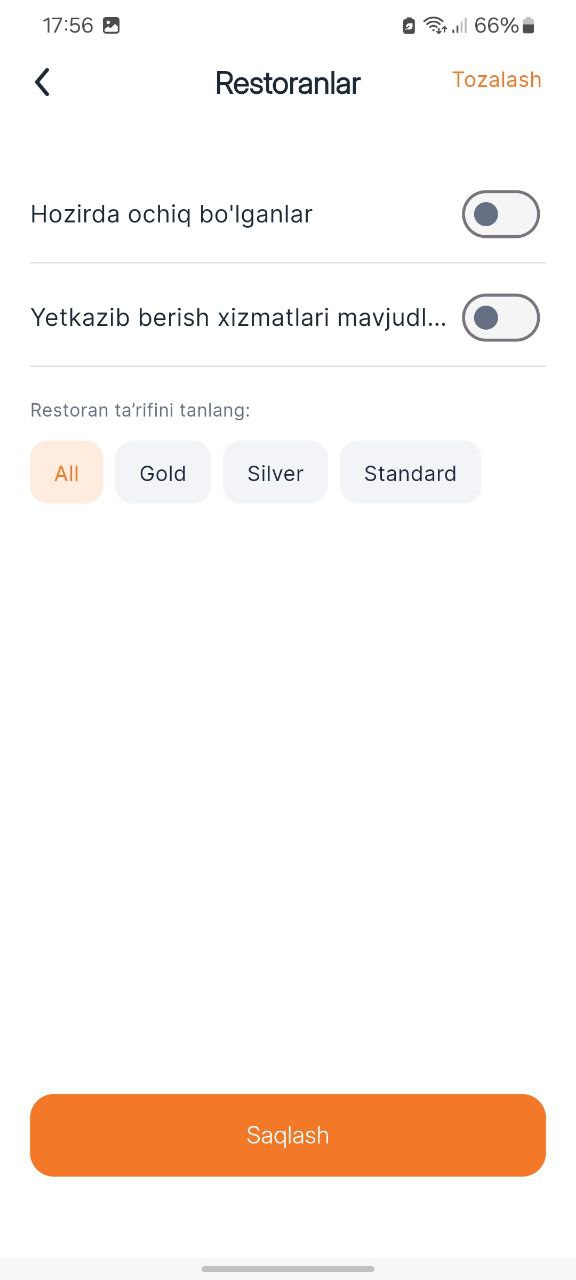 17:56 66%
Restoranlar
Tozalash
Hozirda ochiq bo'lganlar
Yetkazib berish xizmatlari mavjudl...
Restoran ta’rifini tanlang:
All Gold Silver Standard
Saqlash